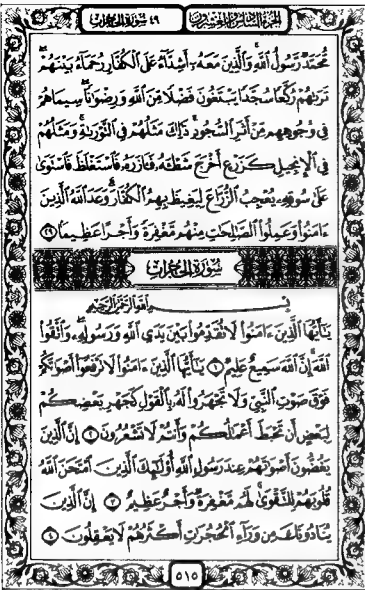 الجزء السادس والعشرون ٤٩ سورة الحجرات
مُّحَمَّدٌ رَّسُولُ ٱللَّهِ وَٱلَّذِينَ مَعَهُۥٓ أَشِدَّآءُ عَلَى ٱلْكُفَّارِ رُحَمَآءُ بَيْنَهُمْ
تَرَىٰهُمْ رُكَّعًا سُجَّدًا يَبْتَغُونَ فَضْلًا مِّنَ ٱللَّهِ وَرِضْوَٰنًا سِيمَاهُمْ
فِى وُجُوهِهِم مِّنْ أَثَرِ ٱلسُّجُودِ ذَٰلِكَ مَثَلُهُمْ فِى ٱلتَّوْرَىٰةِ وَمَثَلُهُمْ
فِى ٱلْإِنجِيلِ كَزَرْعٍ أَخْرَجَ شَطْـَٔهُۥ فَـَٔازَرَهُۥ فَٱسْتَغْلَظَ فَٱسْتَوَىٰ
عَلَىٰ سُوقِهِۦ يُعْجِبُ ٱلزُّرَّاعَ لِيَغِيظَ بِهِمُ ٱلْكُفَّارَ وَعَدَ ٱللَّهُ ٱلَّذِينَ
ءَامَنُوا۟ وَعَمِلُوا۟ ٱلصَّٰلِحَٰتِ مِنْهُم مَّغْفِرَةً وَأَجْرًا عَظِيمًۢا ٢٩
سُورَةُ الحُجُرَات
بِسْمِ ٱللَّهِ ٱلرَّحْمَٰنِ ٱلرَّحِيمِ
يَٰٓأَيُّهَا ٱلَّذِينَ ءَامَنُوا۟ لَا تُقَدِّمُوا۟ بَيْنَ يَدَىِ ٱللَّهِ وَرَسُولِهِۦ وَٱتَّقُوا۟
ٱللَّهَ إِنَّ ٱللَّهَ سَمِيعٌ عَلِيمٌ ١ يَٰٓأَيُّهَا ٱلَّذِينَ ءَامَنُوا۟ لَا تَرْفَعُوٓا۟ أَصْوَٰتَكُمْ
فَوْقَ صَوْتِ ٱلنَّبِىِّ وَلَا تَجْهَرُوا۟ لَهُۥ بِٱلْقَوْلِ كَجَهْرِ بَعْضِكُمْ
لِبَعْضٍ أَن تَحْبَطَ أَعْمَٰلُكُمْ وَأَنتُمْ لَا تَشْعُرُونَ ٢ إِنَّ ٱلَّذِينَ
يَغُضُّونَ أَصْوَٰتَهُمْ عِندَ رَسُولِ ٱللَّهِ أُو۟لَٰٓئِكَ ٱلَّذِينَ ٱمْتَحَنَ ٱللَّهُ
قُلُوبَهُمْ لِلتَّقْوَىٰ لَهُم مَّغْفِرَةٌ وَأَجْرٌ عَظِيمٌ ٣ إِنَّ ٱلَّذِينَ
يُنَادُونَكَ مِن وَرَآءِ ٱلْحُجُرَٰتِ أَكْثَرُهُمْ لَا يَعْقِلُونَ ٤
٥١٥